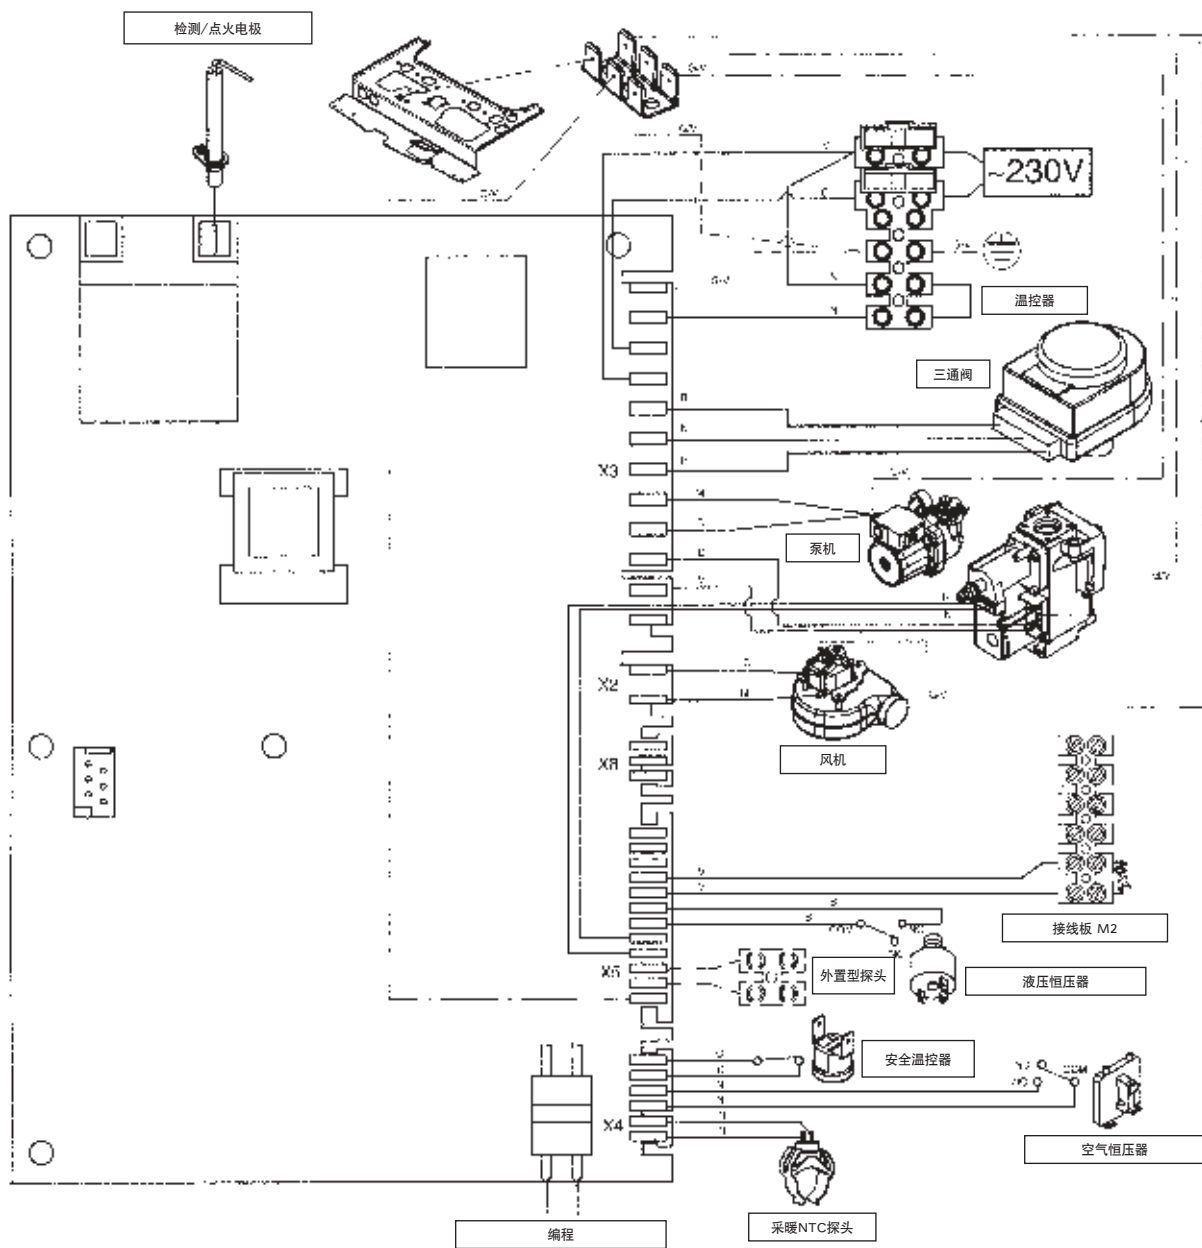 检测/点火电极
~230V
温控器
三通阀
X3
泵机
X2
风机
X8
接线板 M2
外置型探头
液压恒压器
X5
安全温控器
COM
X4
空气恒压器
采暖NTC探头
编程